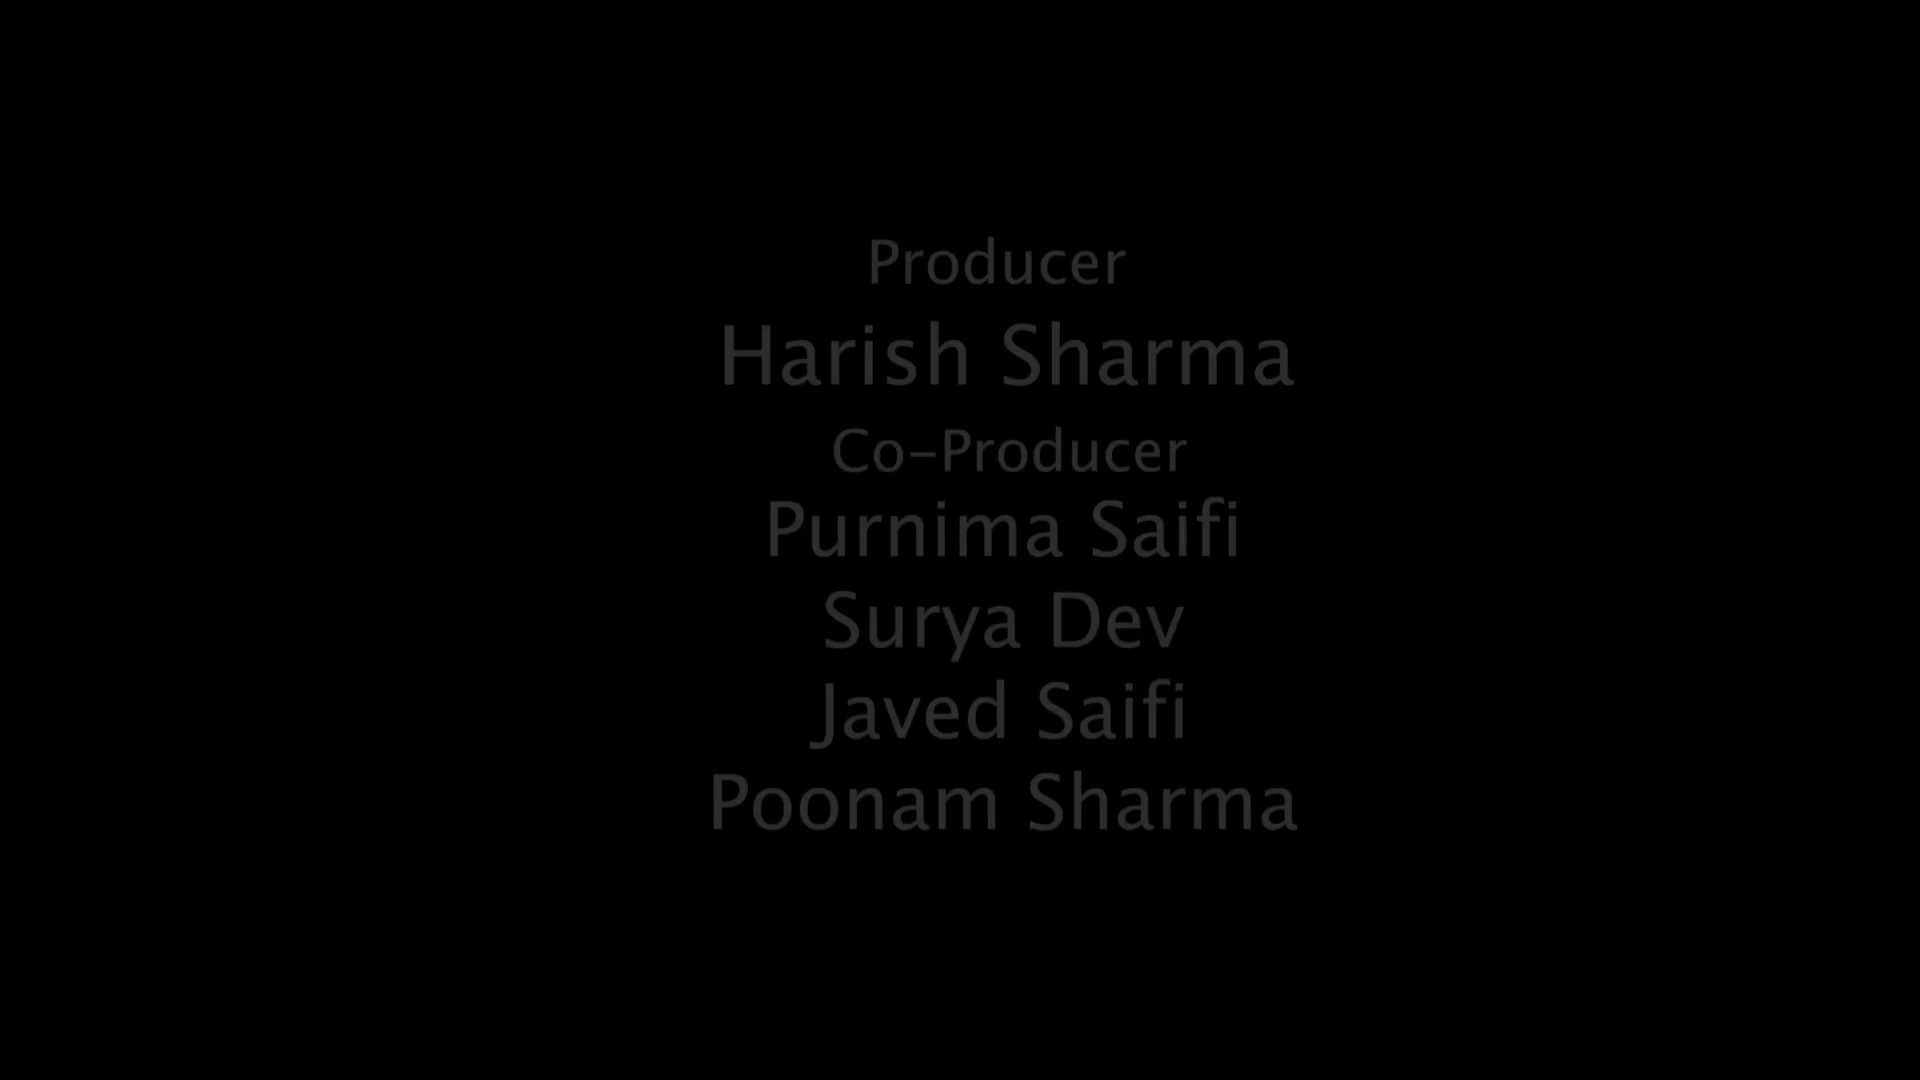 Producer
Harish Sharma
Co-Producer
Purnima Saifi
Surya Dev
Javed Saifi
Poonam Sharma